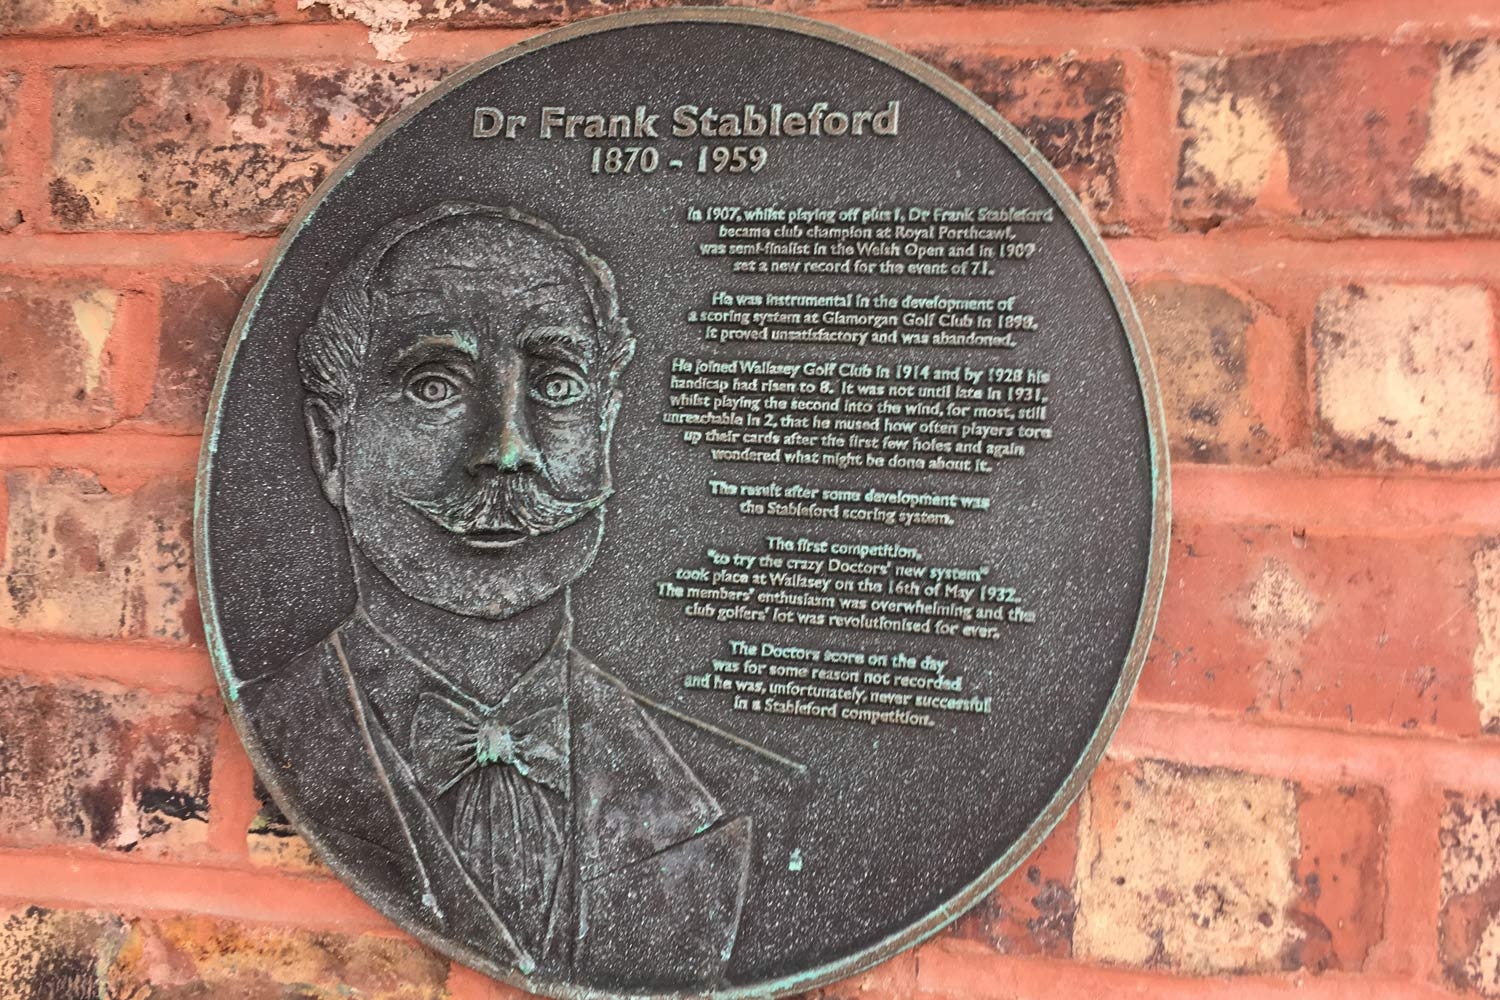 Dr Frank Stableford
1870 - 1959
In 1907, whilst playing off plus 1, Dr Frank Stableford
became club champion at Royal Porthcawl,
was semi-finalist in the Welsh Open and in 1909
set a new record for the event of 71.
He was instrumental in the development of
a scoring system at Glamorgan Golf Club in 1898,
it proved unsatisfactory and was abandoned.
He joined Wallasey Golf Club in 1914 and by 1928 his
handicap had risen to 8. It was not until late in 1931,
whilst playing the second into the wind, for most, still
unreachable in 2, that he mused how often players tore
up their cards after the first few holes and again
wondered what might be done about it.
The result after some development was
the Stableford scoring system.
The first competition,
"to try the crazy Doctors' new system"
took place at Wallasey on the 16th of May 1932.
The members' enthusiasm was overwhelming and the
club golfers' lot was revolutionised for ever.
The Doctors score on the day
was for some reason not recorded
and he was, unfortunately, never successful
in a Stableford competition.